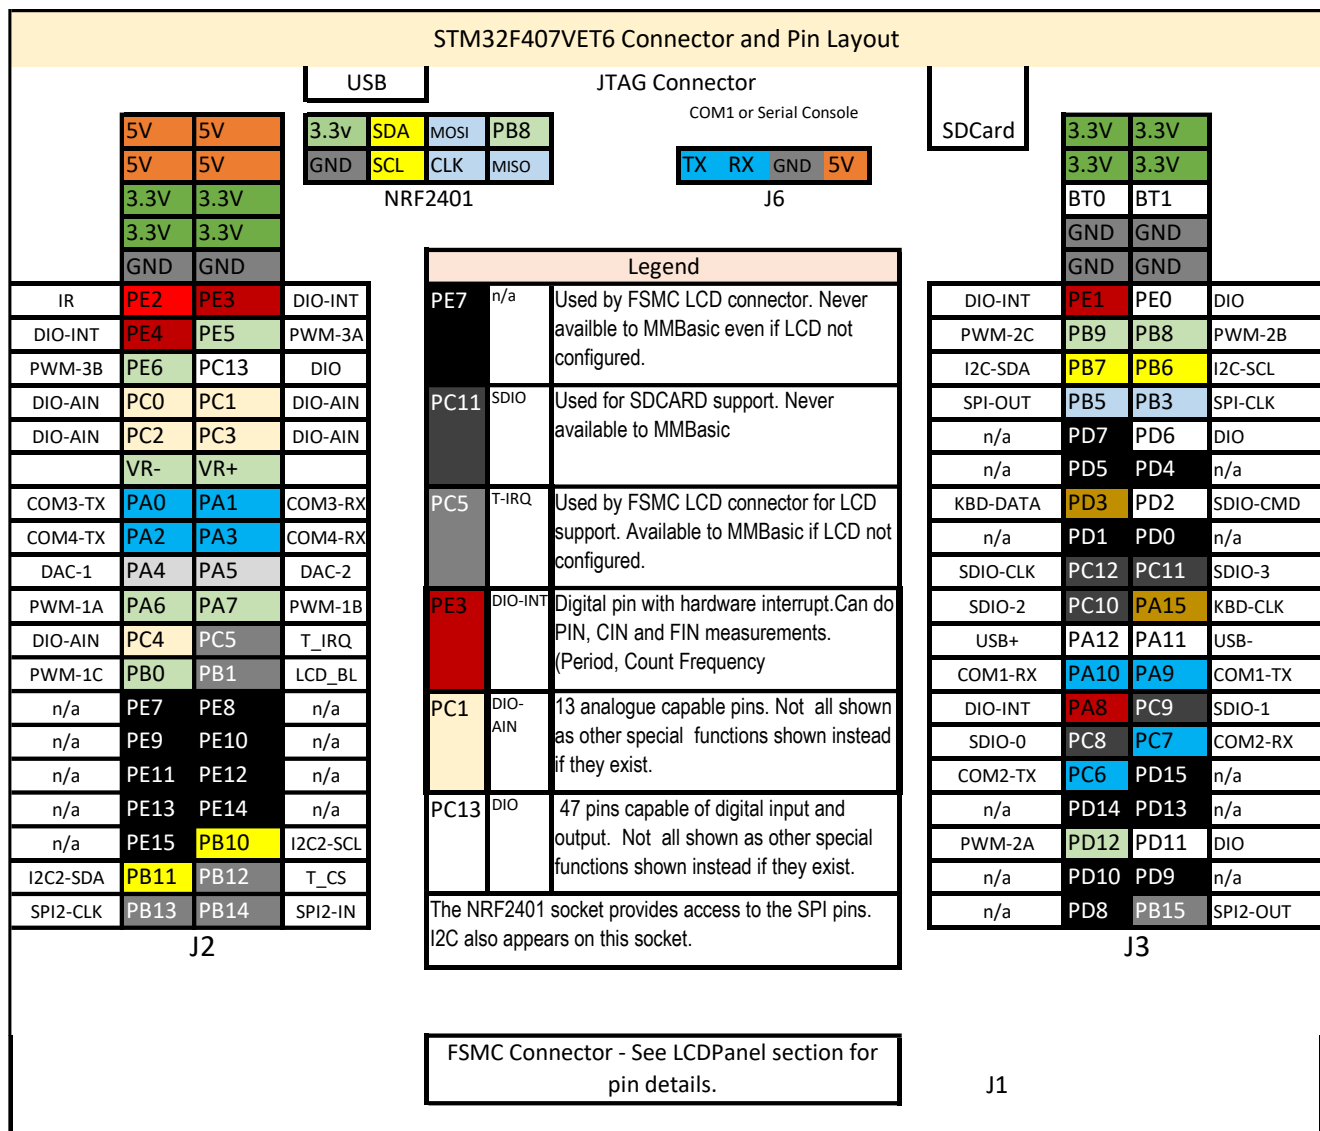 STM32F407VET6 Connector and Pin Layout
USB
JTAG Connector
SDCard
COM1 or Serial Console
3.3v SDA MOSI PB8
GND SCL CLK MISO
NRF2401
TX RX GND 5V
J6
5V 5V
5V 5V
3.3V 3.3V
3.3V 3.3V
GND GND
IR PE2 PE3 DIO-INT
DIO-INT PE4 PE5 PWM-3A
PWM-3B PE6 PC13 DIO
DIO-AIN PC0 PC1 DIO-AIN
DIO-AIN PC2 PC3 DIO-AIN
VR- VR+
COM3-TX PA0 PA1 COM3-RX
COM4-TX PA2 PA3 COM4-RX
DAC-1 PA4 PA5 DAC-2
PWM-1A PA6 PA7 PWM-1B
DIO-AIN PC4 PC5 T_IRQ
PWM-1C PB0 PB1 LCD_BL
n/a PE7 PE8 n/a
n/a PE9 PE10 n/a
n/a PE11 PE12 n/a
n/a PE13 PE14 n/a
n/a PE15 PB10 I2C2-SCL
I2C2-SDA PB11 PB12 T_CS
SPI2-CLK PB13 PB14 SPI2-IN
J2
Legend
PE7 n/a Used by FSMC LCD connector. Never
availble to MMBasic even if LCD not
configured.
PC11 SDIO Used for SDCARD support. Never
available to MMBasic
PC5 T-IRQ Used by FSMC LCD connector for LCD
support. Available to MMBasic if LCD not
configured.
PE3 DIO-INT Digital pin with hardware interrupt.Can do
PIN, CIN and FIN measurements.
(Period, Count Frequency
PC1 DIO-
AIN
13 analogue capable pins. Not all shown
as other special functions shown instead
if they exist.
PC13 DIO 47 pins capable of digital input and
output. Not all shown as other special
functions shown instead if they exist.
The NRF2401 socket provides access to the SPI pins.
I2C also appears on this socket.
3.3V 3.3V
3.3V 3.3V
BT0 BT1
GND GND
GND GND
DIO-INT PE1 PE0 DIO
PWM-2C PB9 PB8 PWM-2B
I2C-SDA PB7 PB6 I2C-SCL
SPI-OUT PB5 PB3 SPI-CLK
n/a PD7 PD6 DIO
n/a PD5 PD4 n/a
KBD-DATA PD3 PD2 SDIO-CMD
n/a PD1 PD0 n/a
SDIO-CLK PC12 PC11 SDIO-3
SDIO-2 PC10 PA15 KBD-CLK
USB+ PA12 PA11 USB-
COM1-RX PA10 PA9 COM1-TX
DIO-INT PA8 PC9 SDIO-1
SDIO-0 PC8 PC7 COM2-RX
COM2-TX PC6 PD15 n/a
n/a PD14 PD13 n/a
PWM-2A PD12 PD11 DIO
n/a PD10 PD9 n/a
n/a PD8 PB15 SPI2-OUT
J3
FSMC Connector - See LCDPanel section for
pin details.
J1